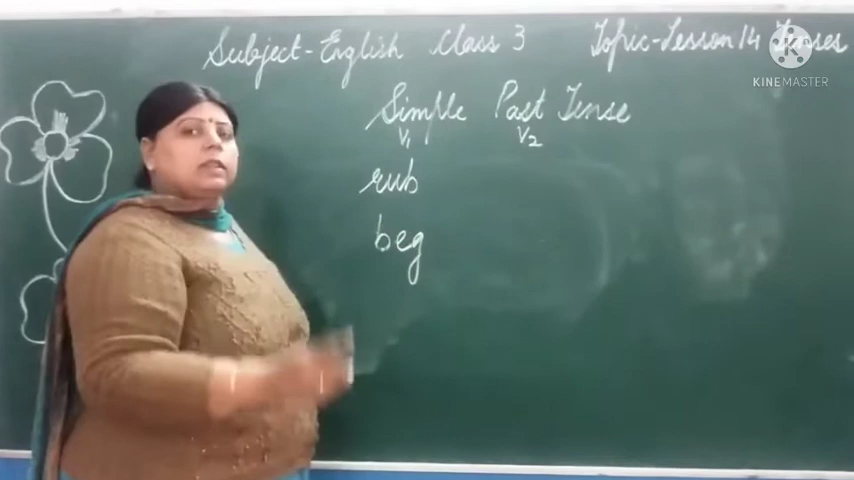 Subject-English Class 3 Topic-Lesson 14 Tenses
KINEMASTER
Simple Past Tense
V1 V2
rub
beg